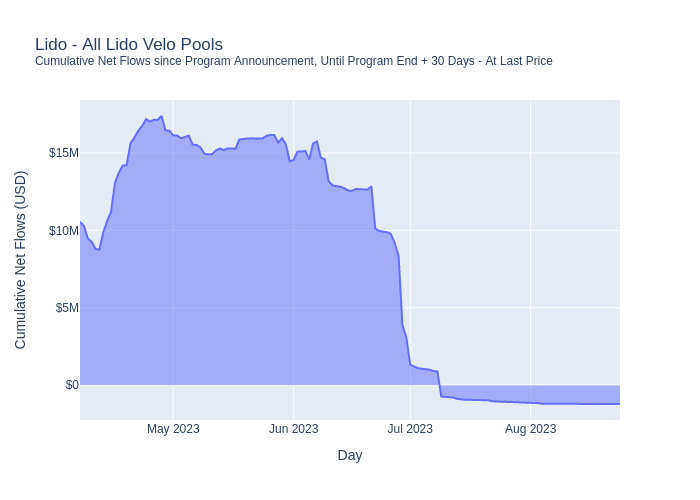 Lido - All Lido Velo Pools
Cumulative Net Flows since Program Announcement, Until Program End + 30 Days - At Last Price
Cumulative Net Flows (USD)
$15M
$10M
$5M
$0
May 2023
Jun 2023
Jul 2023
Aug 2023
Day